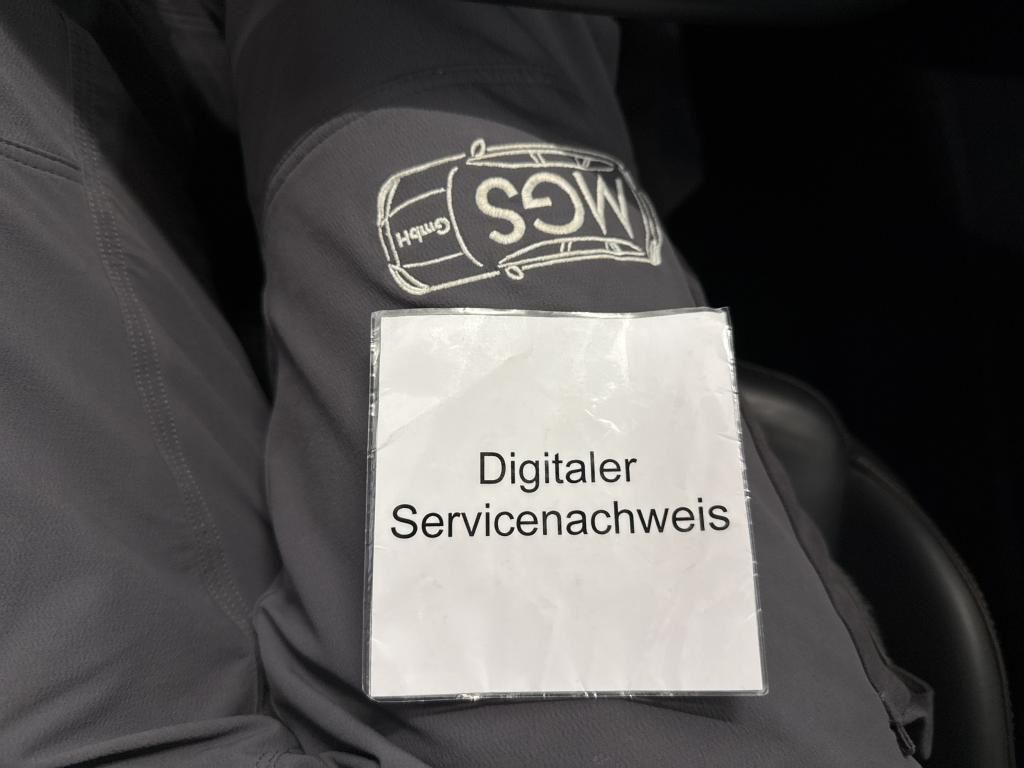 MGS
GmbH
Digitaler
Servicenachweis